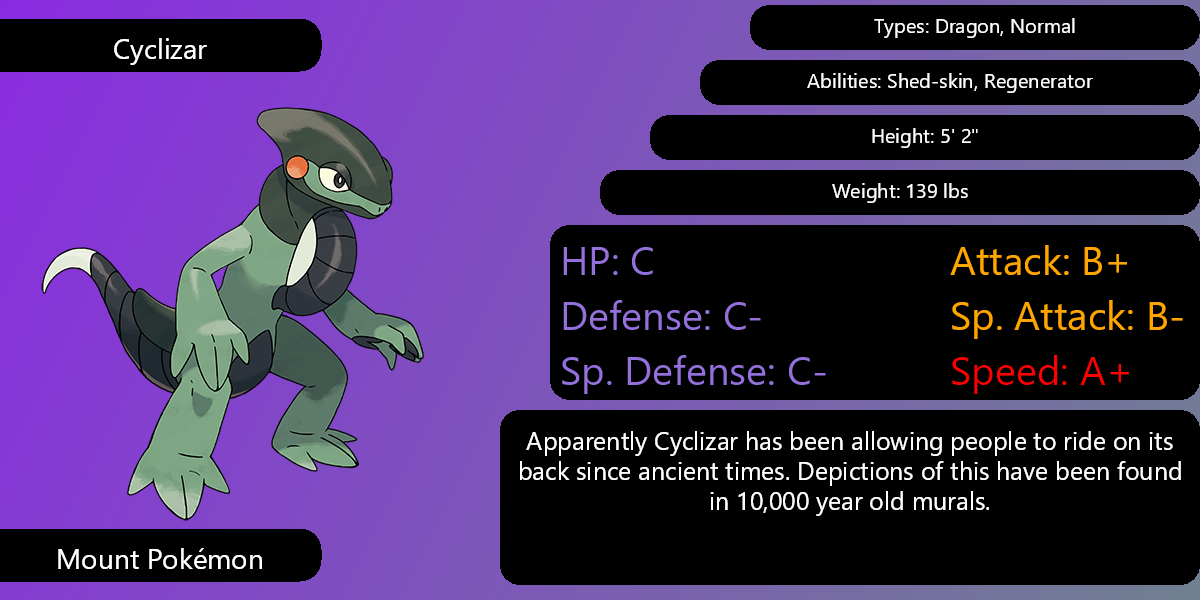 Cyclizar
Types: Dragon, Normal
Abilities: Shed-skin, Regenerator
Height: 5' 2"
Weight: 139 lbs
HP: C
Attack: B+
Defense: C-
Sp. Attack: B-
Sp. Defense: C-
Speed: A+
Apparently Cyclizar has been allowing people to ride on its
back since ancient times. Depictions of this have been found
in 10,000 year old murals.
Mount Pokémon